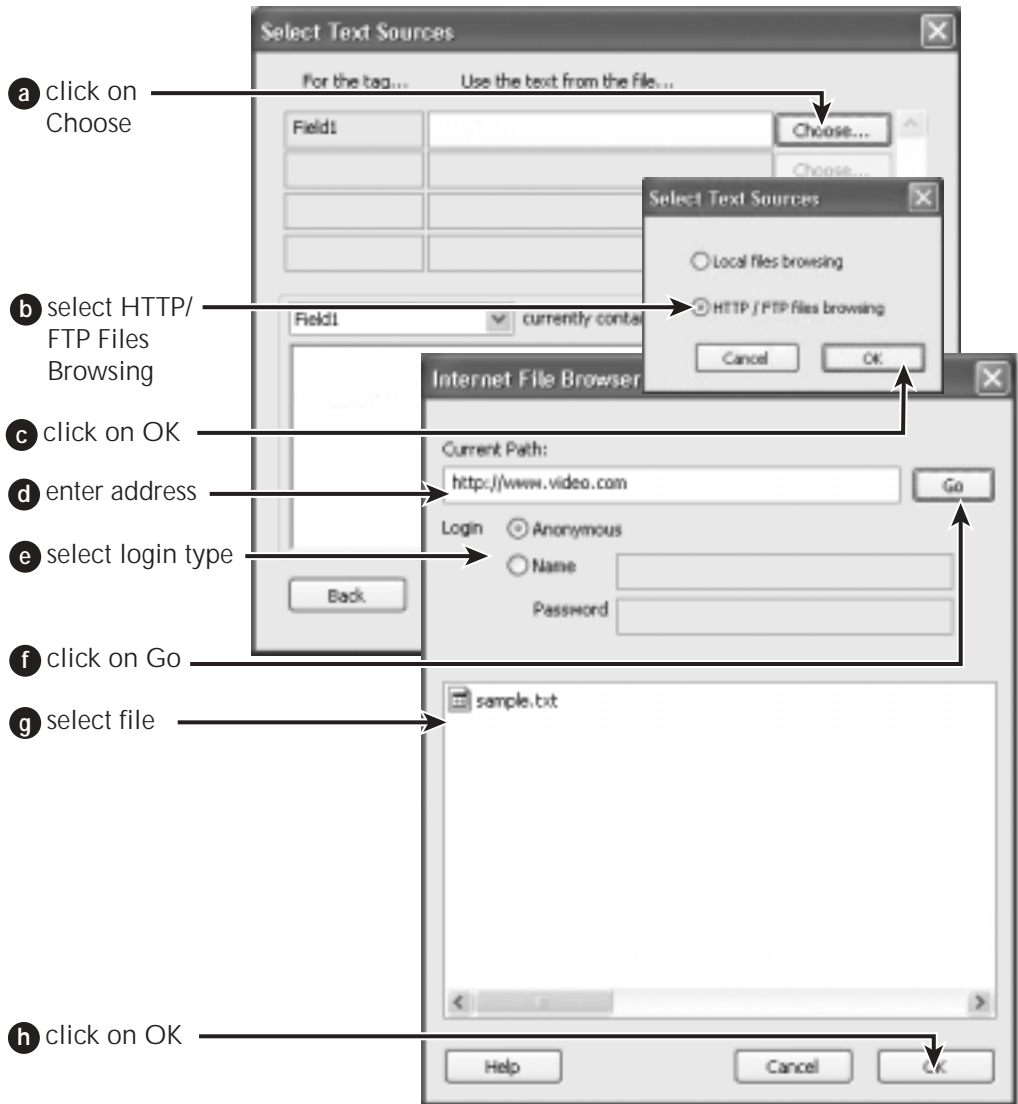 Select Text Sources
For the tag... Use the text from the file...
a click on
Choose
Field1 Choose...
Choose...
Select Text Sources
Local files browsing
b select HTTP/
FTP Files
Browsing
HTTP / FTP files browsing
Field1 currently contai
Cancel OK
Internet File Browser
c click on OK
Current Path:
d enter address
http://www.video.com Go
Login Anonymous
e select login type
Name
Back
Password
f click on Go
g select file
sample.txt
h click on OK
Help Cancel OK